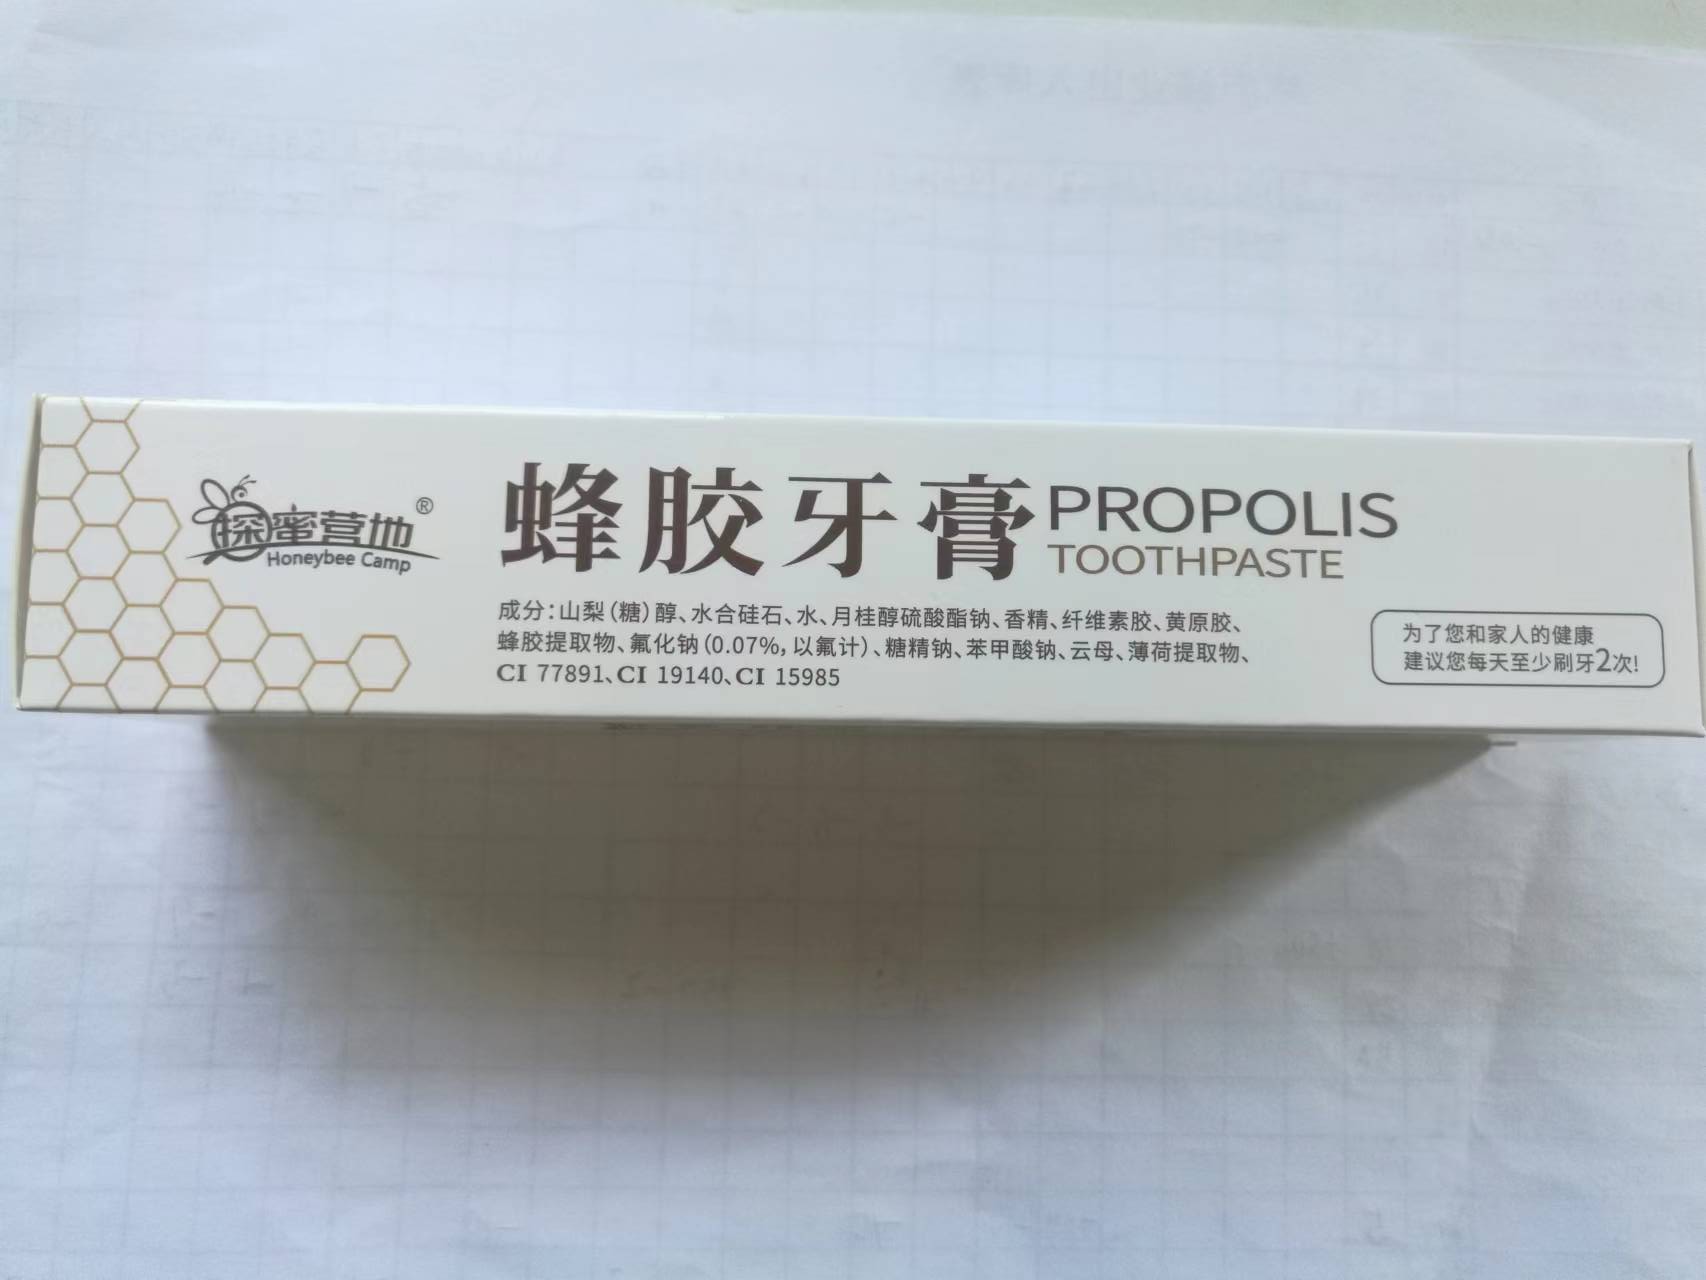 探蜜营地®
Honeybee Camp
蜂胶牙膏 PROPOLIS
TOOTHPASTE
成分：山梨（糖）醇、水合硅石、水、月桂醇硫酸酯钠、香精、纤维素胶、黄原胶、
蜂胶提取物、氟化钠（0.07%，以氟计）、糖精钠、苯甲酸钠、云母、薄荷提取物、
CI 77891、CI 19140、CI 15985
为了您和家人的健康
建议您每天至少刷牙2次!